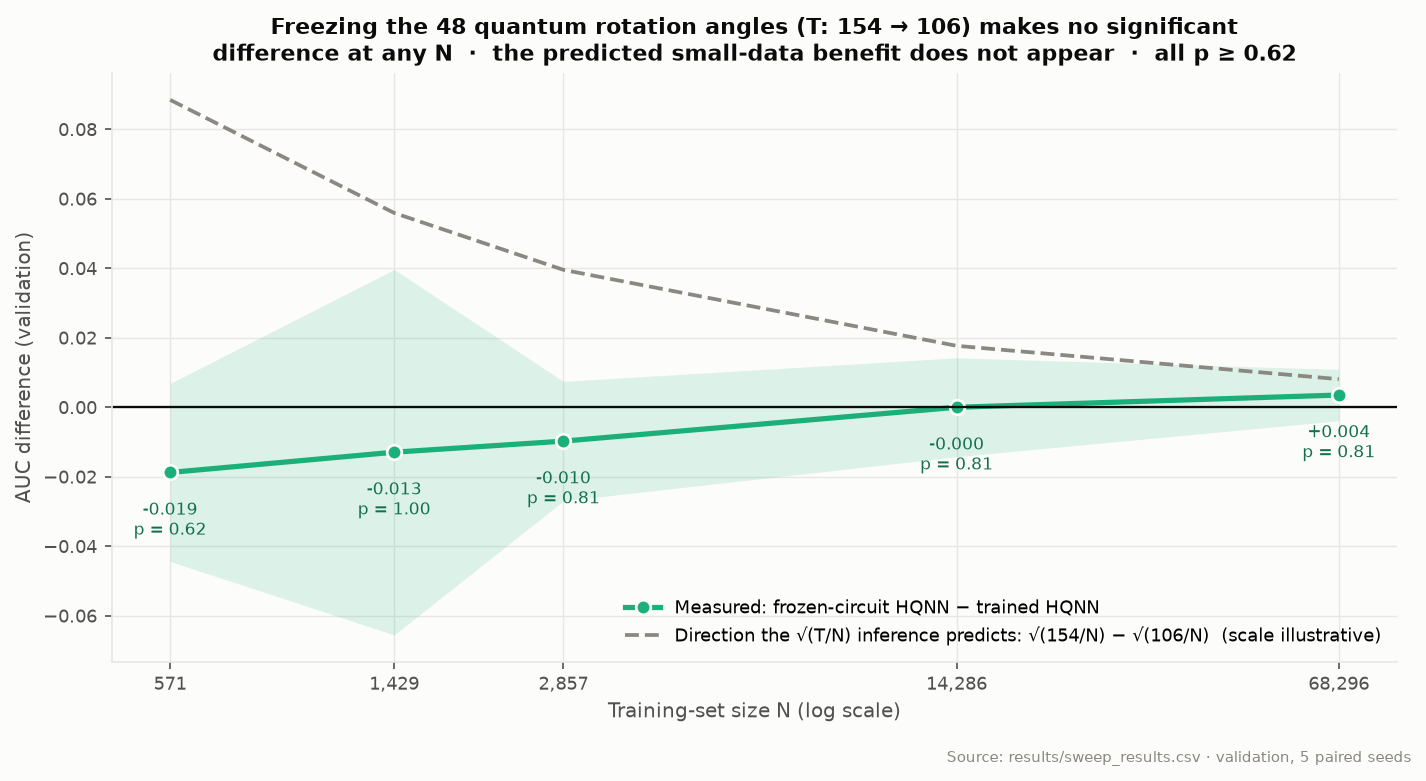 Freezing the 48 quantum rotation angles (T: 154 → 106) makes no significant
difference at any N · the predicted small-data benefit does not appear · all p ≥ 0.62
AUC difference (validation)
0.08
0.06
0.04
0.02
0.00
−0.02
−0.04
−0.06
-0.019
p = 0.62
-0.013
p = 1.00
-0.010
p = 0.81
-0.000
p = 0.81
+0.004
p = 0.81
Measured: frozen-circuit HQNN − trained HQNN
Direction the √(T/N) inference predicts: √(154/N) − √(106/N) (scale illustrative)
571
1,429
2,857
14,286
68,296
Training-set size N (log scale)
Source: results/sweep_results.csv · validation, 5 paired seeds